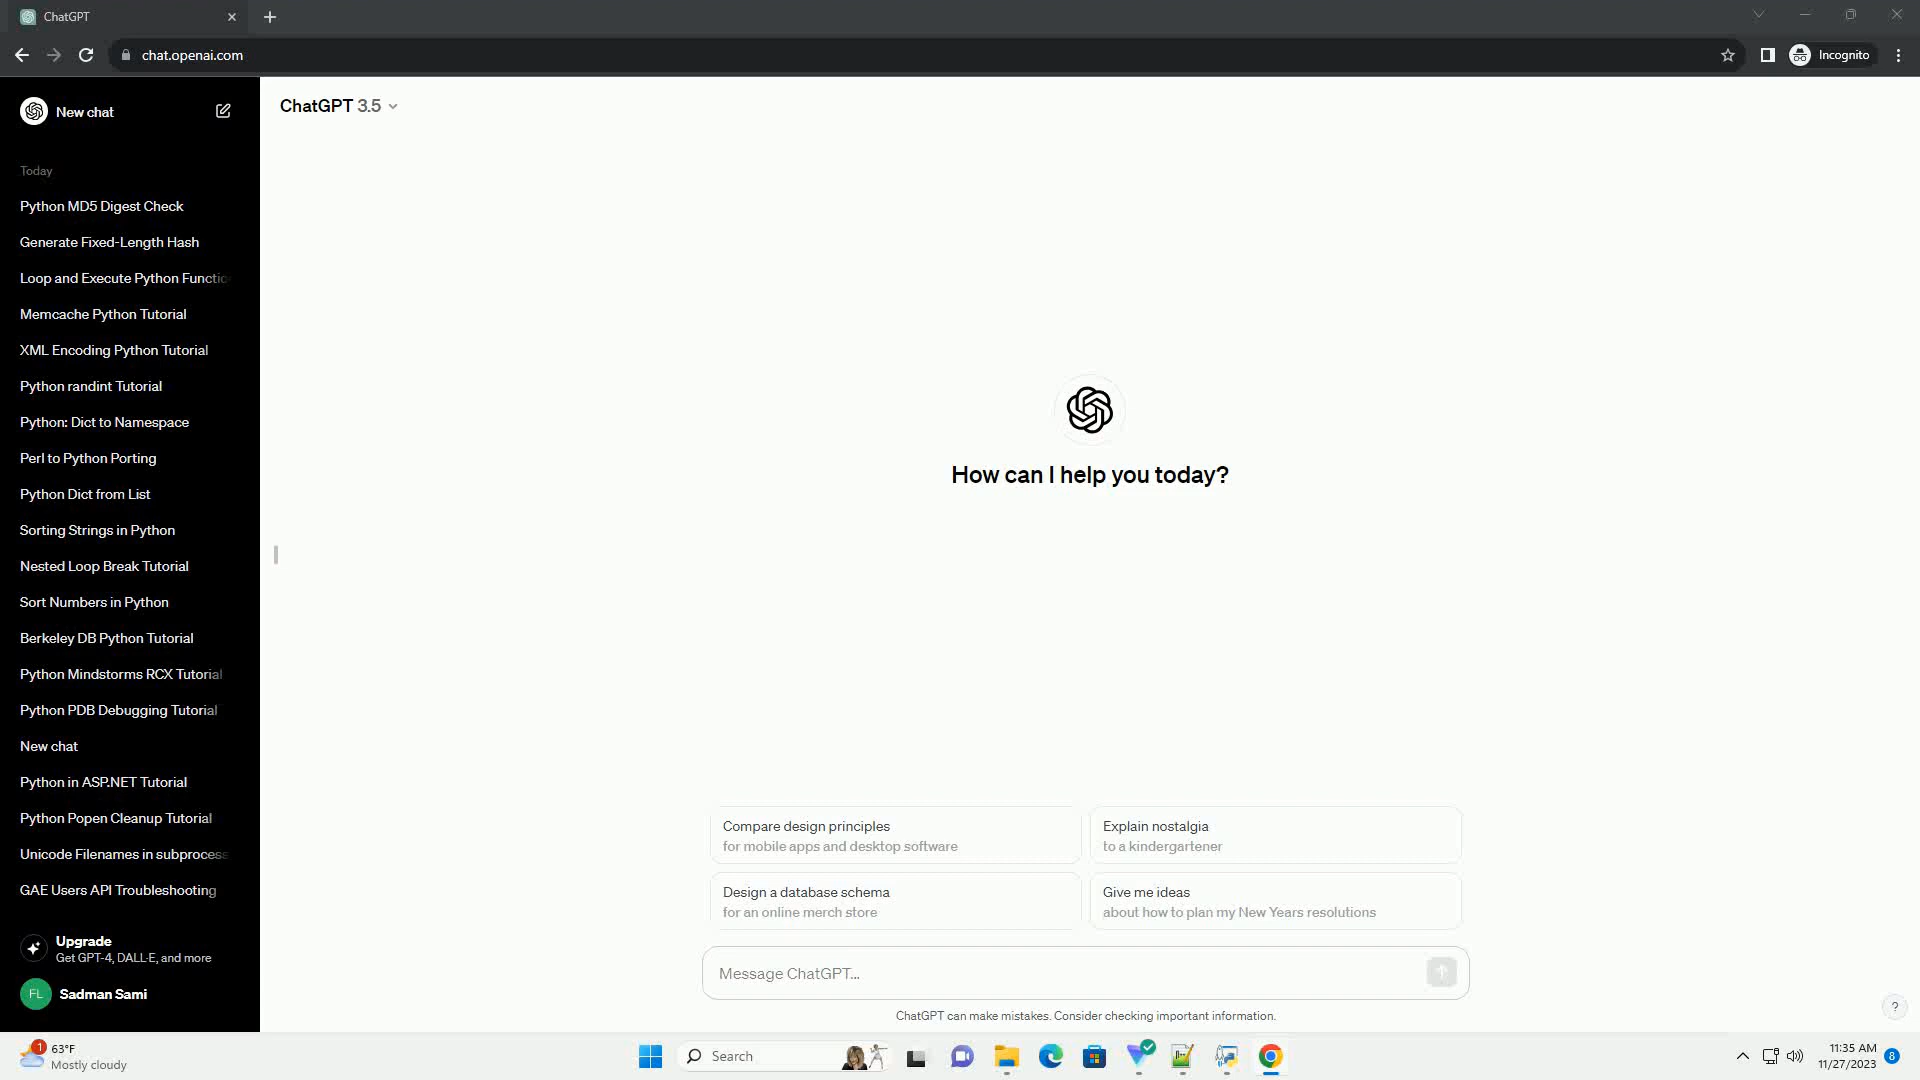 ChatGPT
chat.openai.com
Incognito
New chat
ChatGPT 3.5
Today
Python MD5 Digest Check
Generate Fixed-Length Hash
Loop and Execute Python Functio
Memcache Python Tutorial
XML Encoding Python Tutorial
Python randint Tutorial
Python: Dict to Namespace
Perl to Python Porting
Python Dict from List
Sorting Strings in Python
Nested Loop Break Tutorial
Sort Numbers in Python
Berkeley DB Python Tutorial
Python Mindstorms RCX Tutorial
Python PDB Debugging Tutorial
New chat
Python in ASP.NET Tutorial
Python Popen Cleanup Tutorial
Unicode Filenames in subprocess
GAE Users API Troubleshooting
Upgrade
Get GPT-4, DALL·E, and more
FL
Sadman Sami
How can I help you today?
Compare design principles
for mobile apps and desktop software
Explain nostalgia
to a kindergartener
Design a database schema
for an online merch store
Give me ideas
about how to plan my New Years resolutions
Message ChatGPT...
ChatGPT can make mistakes. Consider checking important information.
?
1
63°F
Mostly cloudy
Search
11:35 AM
11/27/2023
8